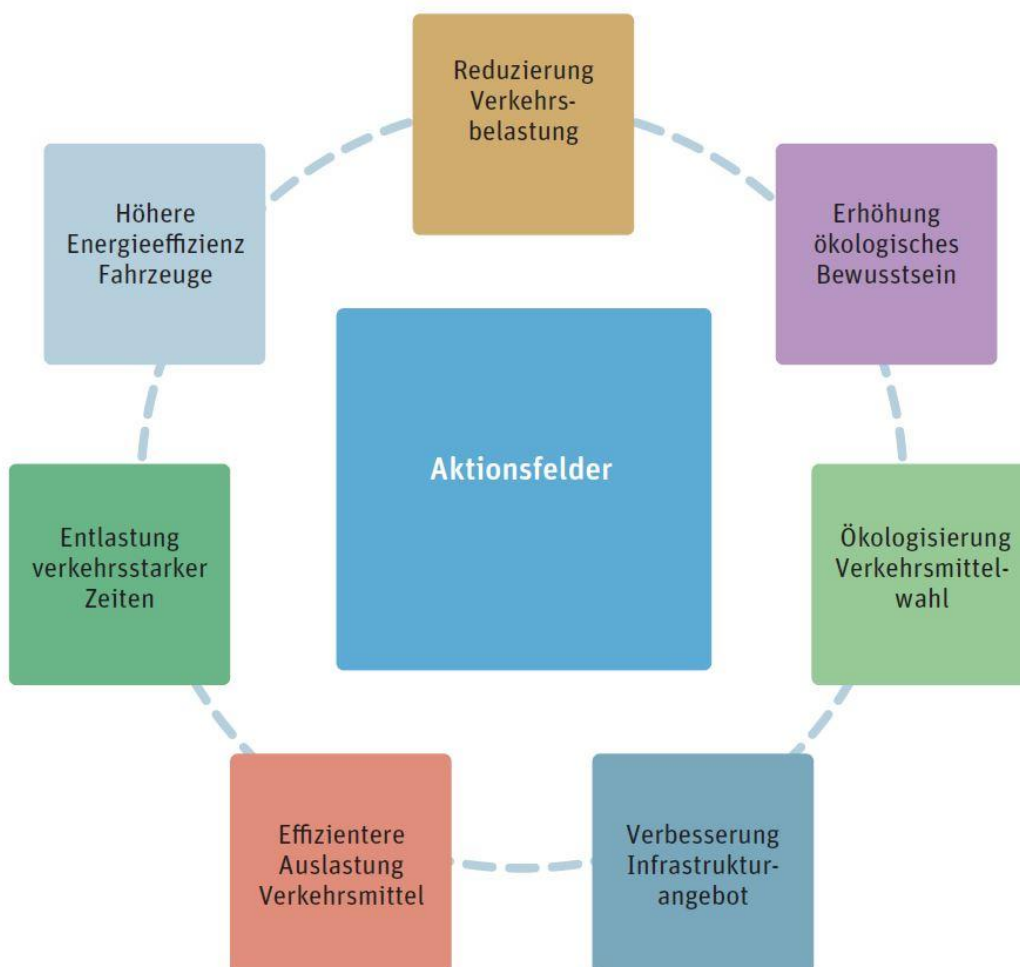 Reduzierung
Verkehrs-
belastung
Erhöhung
ökologisches
Bewusstsein
Ökologisierung
Verkehrsmittel-
wahl
Verbesserung
Infrastruktur-
angebot
Effizientere
Auslastung
Verkehrsmittel
Entlastung
verkehrsstarker
Zeiten
Höhere
Energieeffizienz
Fahrzeuge
Aktionsfelder